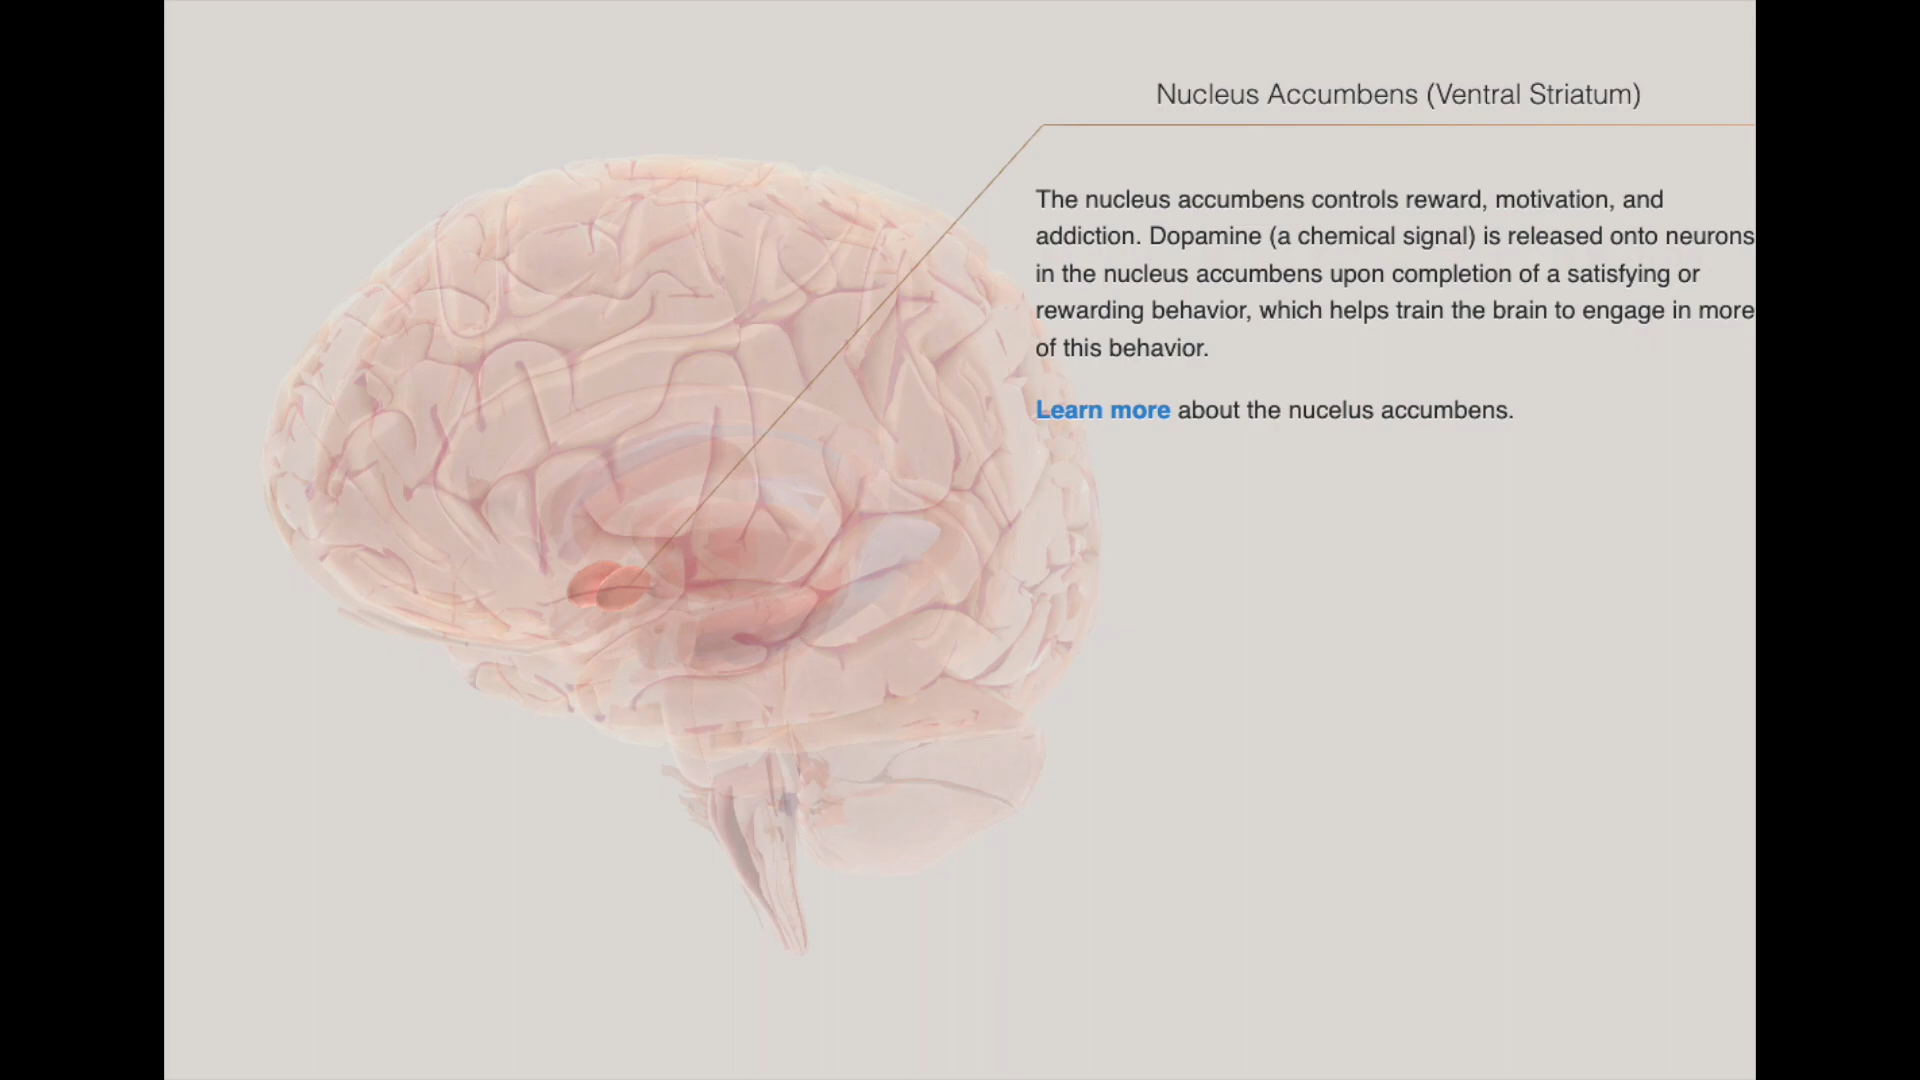 Nucleus Accumbens (Ventral Striatum)
The nucleus accumbens controls reward, motivation, and
addiction. Dopamine (a chemical signal) is released onto neurons
in the nucleus accumbens upon completion of a satisfying or
rewarding behavior, which helps train the brain to engage in more
of this behavior.
Learn more about the nucelus accumbens.